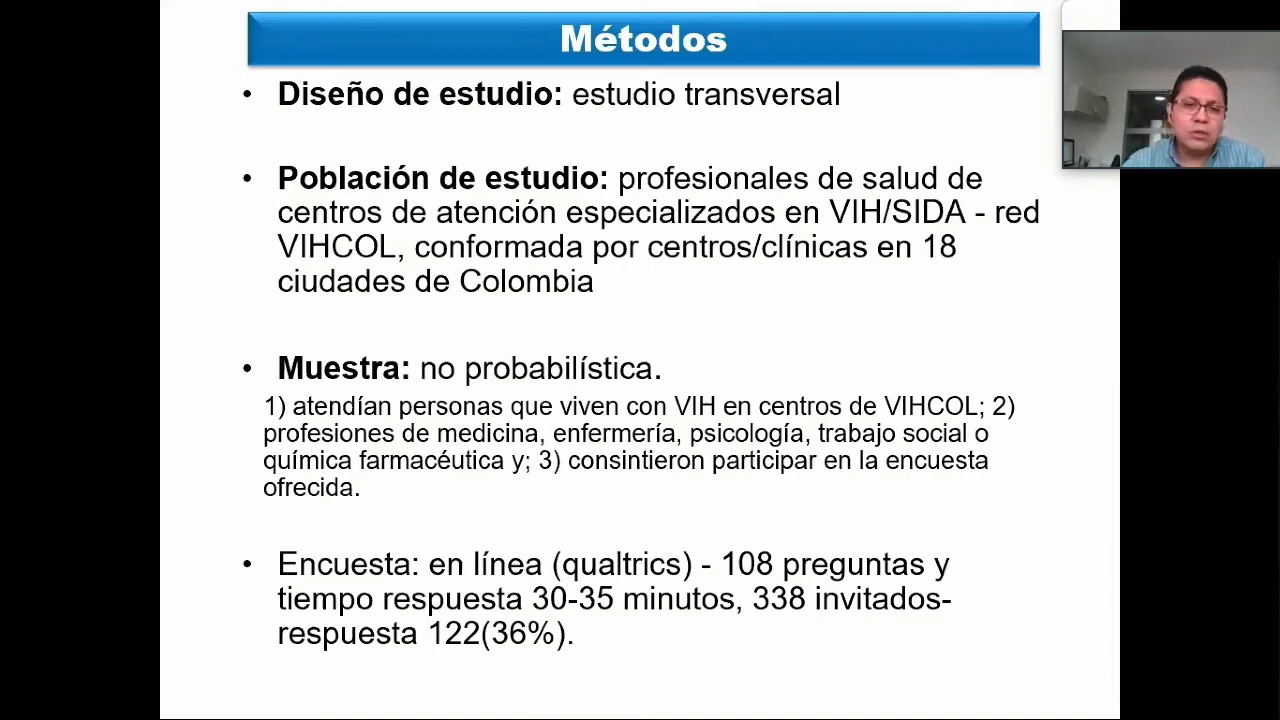 Métodos
• Diseño de estudio: estudio transversal
• Población de estudio: profesionales de salud de
centros de atención especializados en VIH/SIDA - red
VIHCOL, conformada por centros/clínicas en 18
ciudades de Colombia
• Muestra: no probabilística.
1) atendían personas que viven con VIH en centros de VIHCOL; 2)
profesiones de medicina, enfermería, psicología, trabajo social o
química farmacéutica y; 3) consintieron participar en la encuesta
ofrecida.
• Encuesta: en línea (qualtrics) - 108 preguntas y
tiempo respuesta 30-35 minutos, 338 invitados-
respuesta 122(36%).